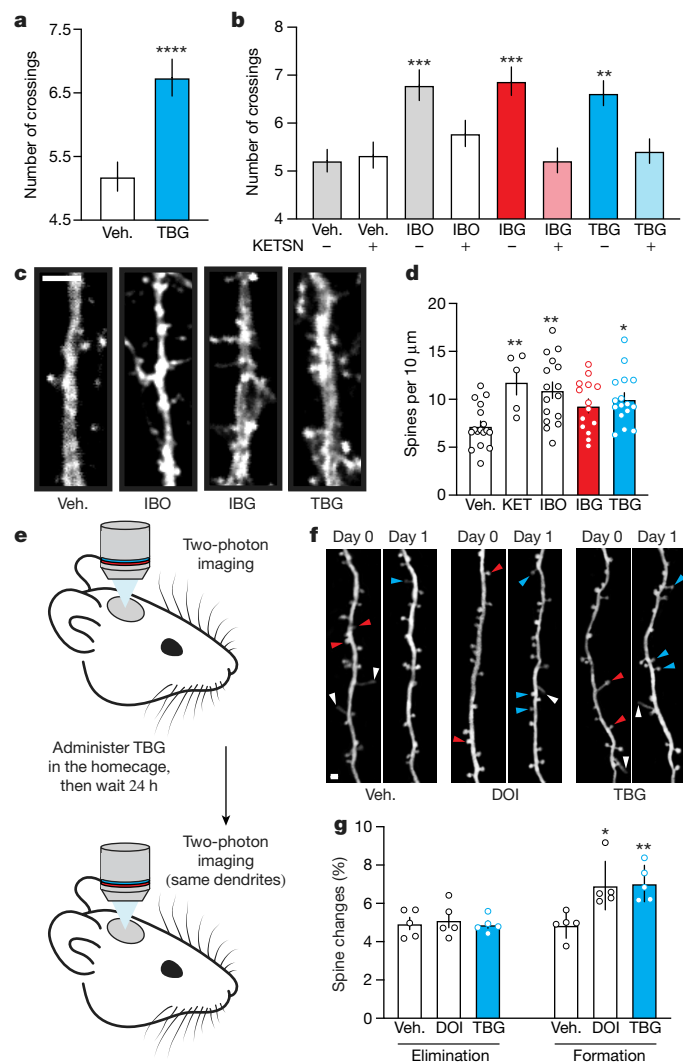 a
Number of crossings
7.5
6.5
5.5
4.5
****
Veh. TBG
b
Number of crossings
8
7
6
5
4
*** *** **
Veh. Veh. IBO IBO IBG IBG TBG TBG
KETSN – + – + – + – +
c
Veh. IBO IBG TBG
d
Spines per 10 μm
20
15
10
5
0
** ** *
Veh. KET IBO IBG TBG
e
Two-photon
imaging
Administer TBG
in the homecage,
then wait 24 h
Two-photon
imaging
(same dendrites)
f
Day 0 Day 1 Day 0 Day 1 Day 0 Day 1
Veh. DOI TBG
g
Spine changes (%)
10
8
6
4
2
0
* **
Veh. DOI TBG Veh. DOI TBG
Elimination Formation